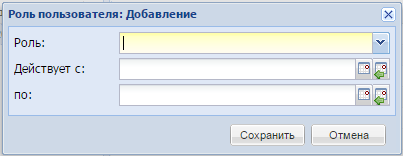 Роль пользователя: Добавление
Роль:
Действует с:
по:
Сохранить Отмена